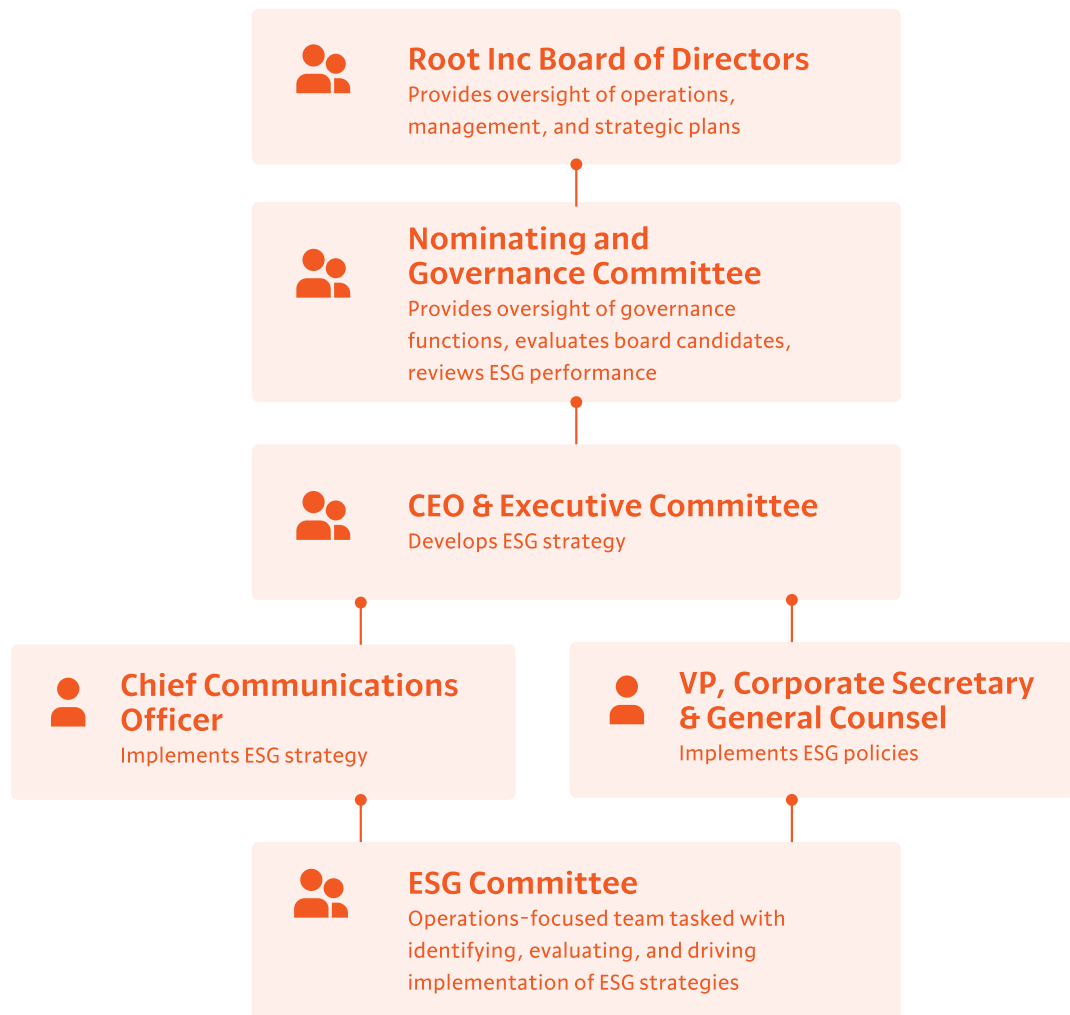 Root Inc Board of Directors
Provides oversight of operations,
management, and strategic plans
Nominating and
Governance Committee
Provides oversight of governance
functions, evaluates board candidates,
reviews ESG performance
CEO & Executive Committee
Develops ESG strategy
Chief Communications
Officer
Implements ESG strategy
VP, Corporate Secretary
& General Counsel
Implements ESG policies
ESG Committee
Operations-focused team tasked with
identifying, evaluating, and driving
implementation of ESG strategies